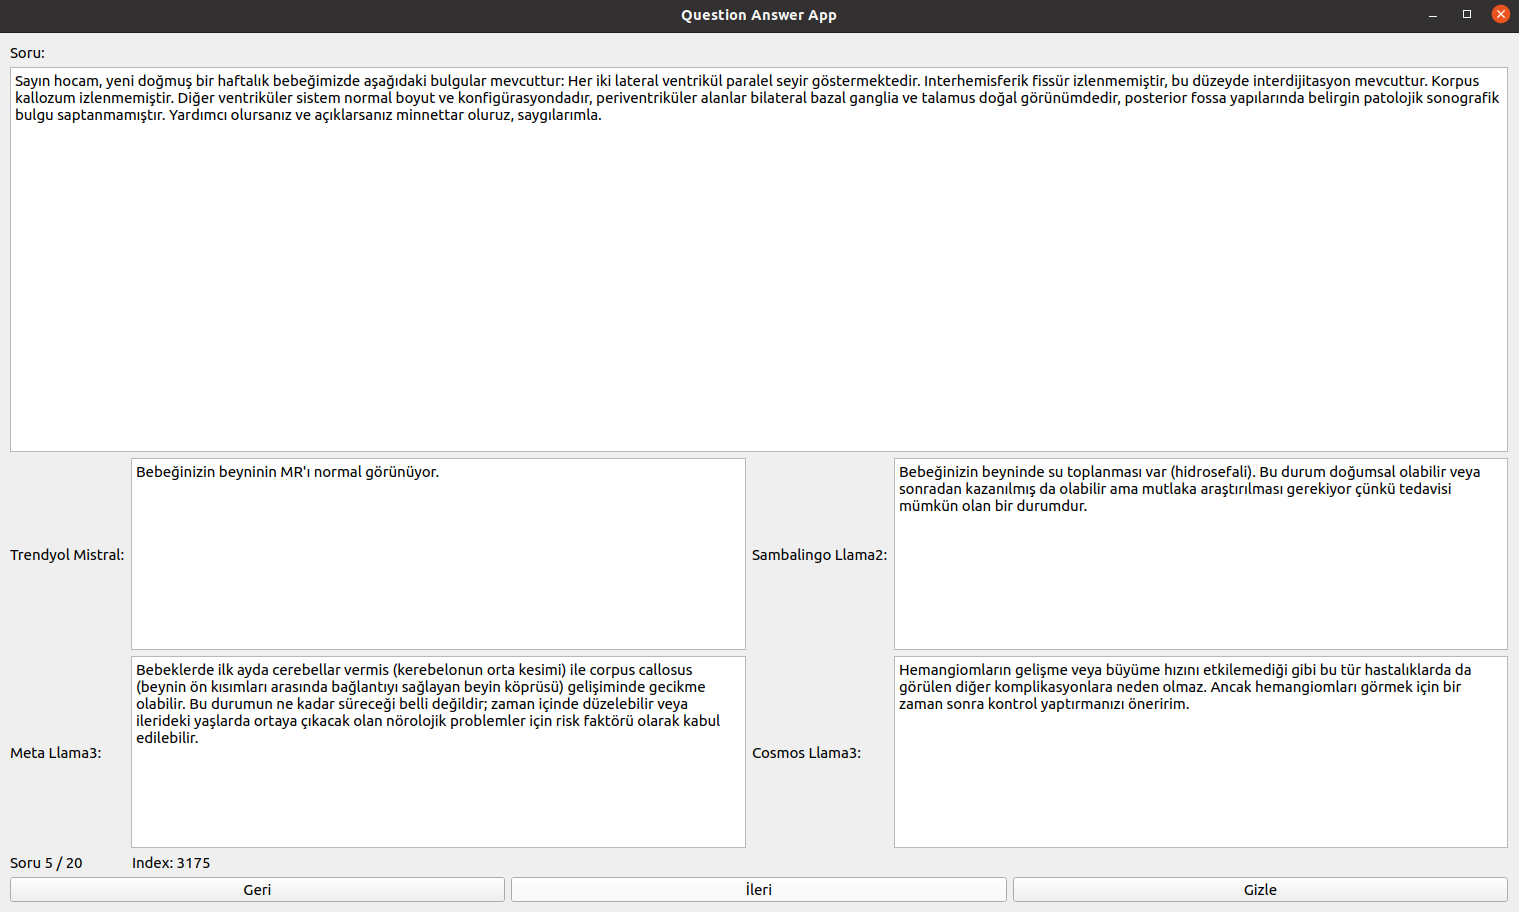 Question Answer App
Soru:
Sayın hocam, yeni doğmuş bir haftalık bebeğimizde aşağıdaki bulgular mevcuttur: Her iki lateral ventrikül paralel seyir göstermektedir. Interhemisferik fissür izlenmemiştir, bu düzeyde interdijitasyon mevcuttur. Korpus
kallozum izlenmemiştir. Diğer ventriküler sistem normal boyut ve konfigürasyondadır, periventriküler alanlar bilateral bazal ganglia ve talamus doğal görünümdedir, posterior fossa yapılarında belirgin patolojik sonografik
bulgu saptanmamıştır. Yardımcı olursanız ve açıklarsanız minnettar oluruz, saygılarımla.
Trendyol Mistral:
Bebeğinizin beyninin MR'ı normal görünüyor.
Sambalingo Llama2:
Bebeğinizin beyninde su toplanması var (hidrosefali). Bu durum doğumsal olabilir veya
sonradan kazanılmış da olabilir ama mutlaka araştırılması gerekiyor çünkü tedavisi
mümkün olan bir durumdur.
Meta Llama3:
Bebeklerde ilk ayda cerebellar vermis (kerebelonun orta kesimi) ile corpus callosus
(beynin ön kısımları arasında bağlantıyı sağlayan beyin köprüsü) gelişiminde gecikme
olabilir. Bu durumun ne kadar süreceği belli değildir; zaman içinde düzelebilir veya
ilerideki yaşlarda ortaya çıkacak olan nörolojik problemler için risk faktörü olarak kabul
edilebilir.
Cosmos Llama3:
Hemangiomların gelişme veya büyüme hızını etkilemediği gibi bu tür hastalıklarda da
görülen diğer komplikasyonlara neden olmaz. Ancak hemangiomları görmek için bir
zaman sonra kontrol yaptırmanızı öneririm.
Soru 5 / 20
Index: 3175
Geri
İleri
Gizle